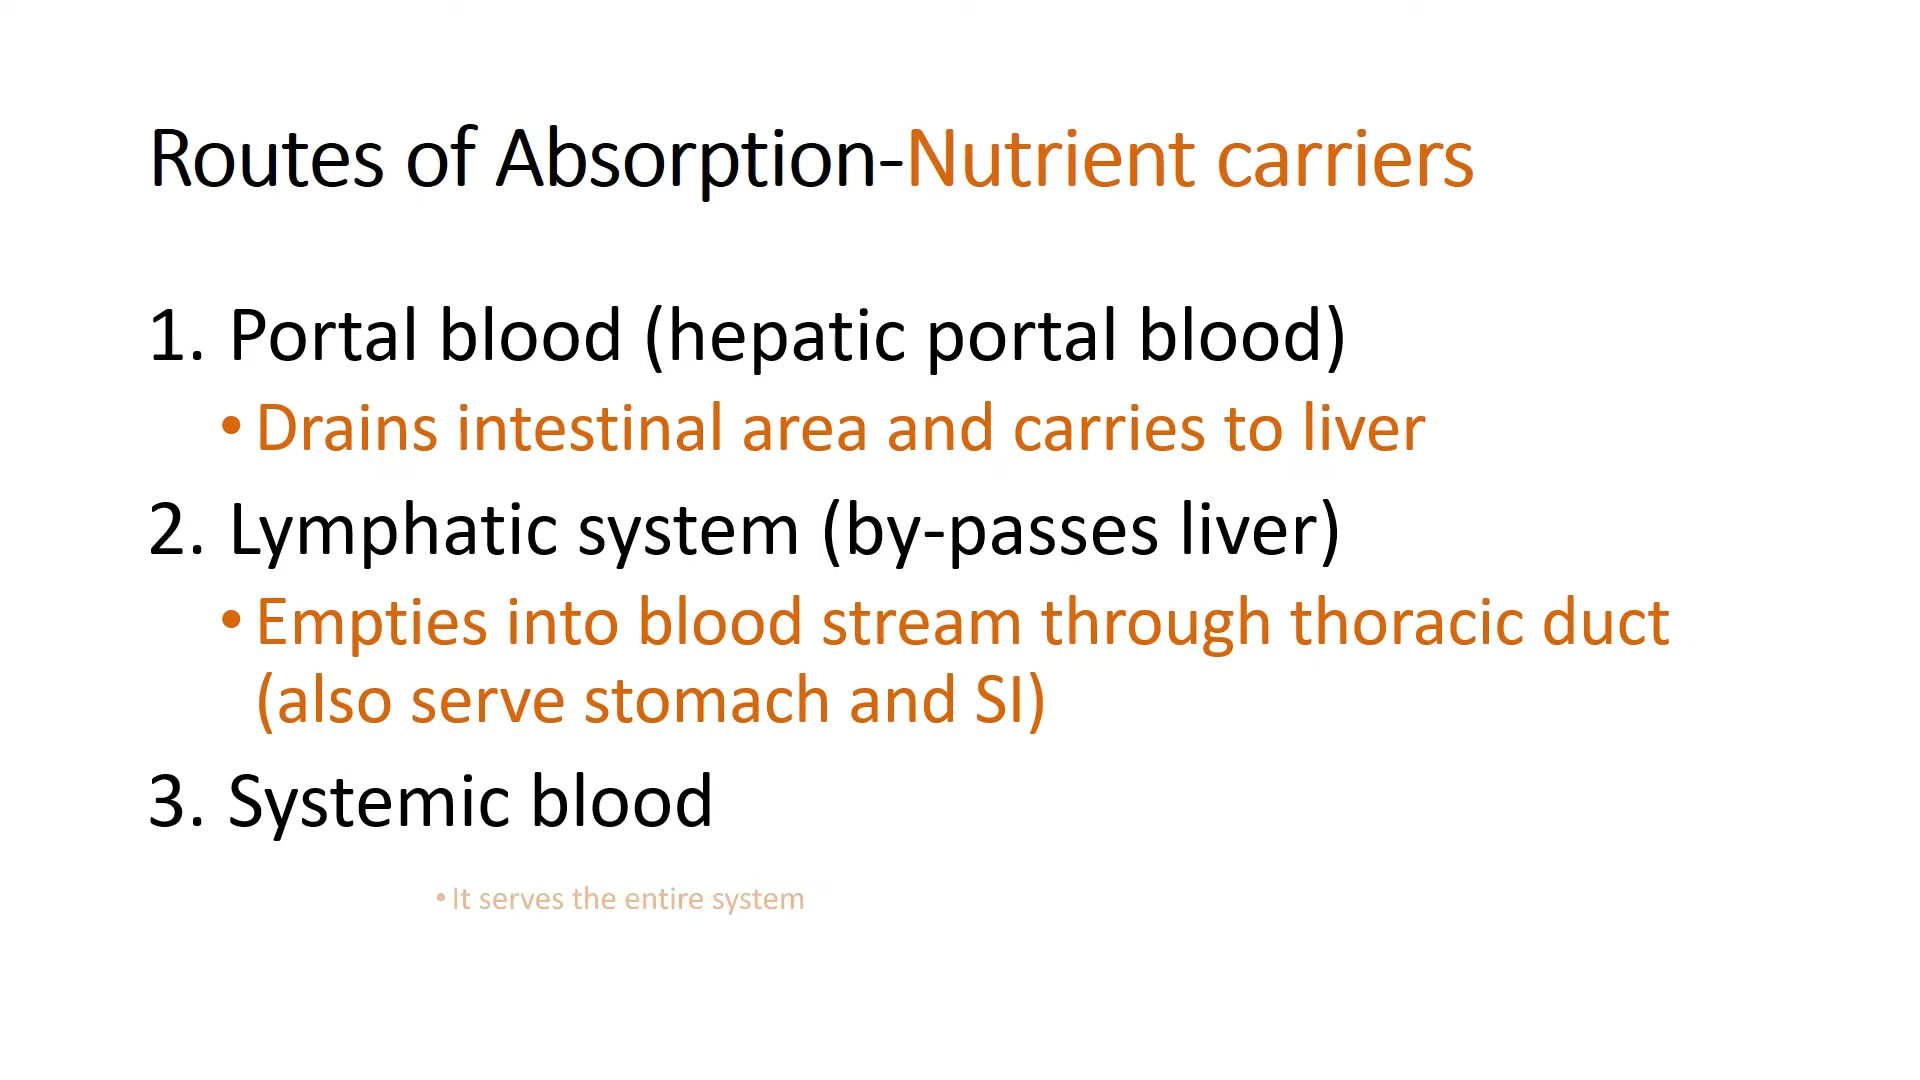 Routes of Absorption-Nutrient carriers
1. Portal blood (hepatic portal blood)
• Drains intestinal area and carries to liver
2. Lymphatic system (by-passes liver)
• Empties into blood stream through thoracic duct
(also serve stomach and SI)
3. Systemic blood
• It serves the entire system